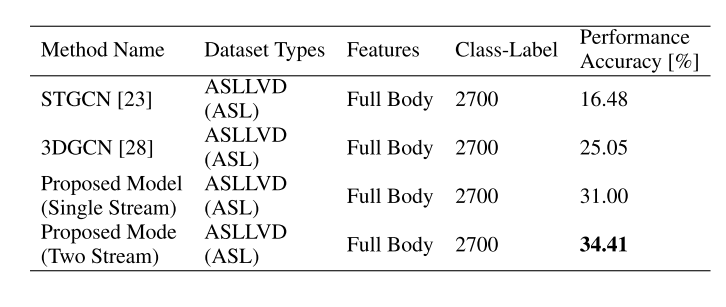 Method Name Dataset Types Features Class-Label Performance Accuracy [%]
STGCN [23] ASLLVD (ASL) Full Body 2700 16.48
3DGCN [28] ASLLVD (ASL) Full Body 2700 25.05
Proposed Model (Single Stream) ASLLVD (ASL) Full Body 2700 31.00
Proposed Mode (Two Stream) ASLLVD (ASL) Full Body 2700 34.41